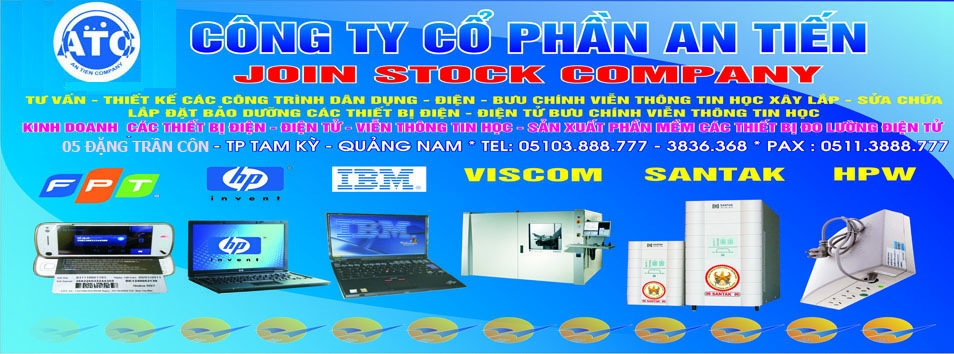 ATC
AN TIEN COMPANY
CÔNG TY CỔ PHẦN AN TIẾN
JOIN STOCK COMPANY
TƯ VẤN - THIẾT KẾ CÁC CÔNG TRÌNH DÂN DỤNG - ĐIỆN - BƯU CHÍNH VIỄN THÔNG TIN HỌC XÂY LẮP - SỬA CHỮA
LẮP ĐẶT BẢO DƯỠNG CÁC THIẾT BỊ ĐIỆN - ĐIỆN TỬ BƯU CHÍNH VIỄN THÔNG TIN HỌC
KINH DOANH CÁC THIẾT BỊ ĐIỆN - ĐIỆN TỬ - VIỄN THÔNG TIN HỌC - SẢN XUẤT PHẦN MỀM CÁC THIẾT BỊ ĐO LƯỜNG ĐIỆN TỬ
05 ĐẶNG TRẦN CÔN - TP TAM KỲ - QUẢNG NAM * TEL: 05103.888.777 - 3836.368 * PAX : 0511.3888.777
FPT hp IBM VISCOM SANTAK HPW
invent
hp
invent
IBM
SANTAK
SANTAK